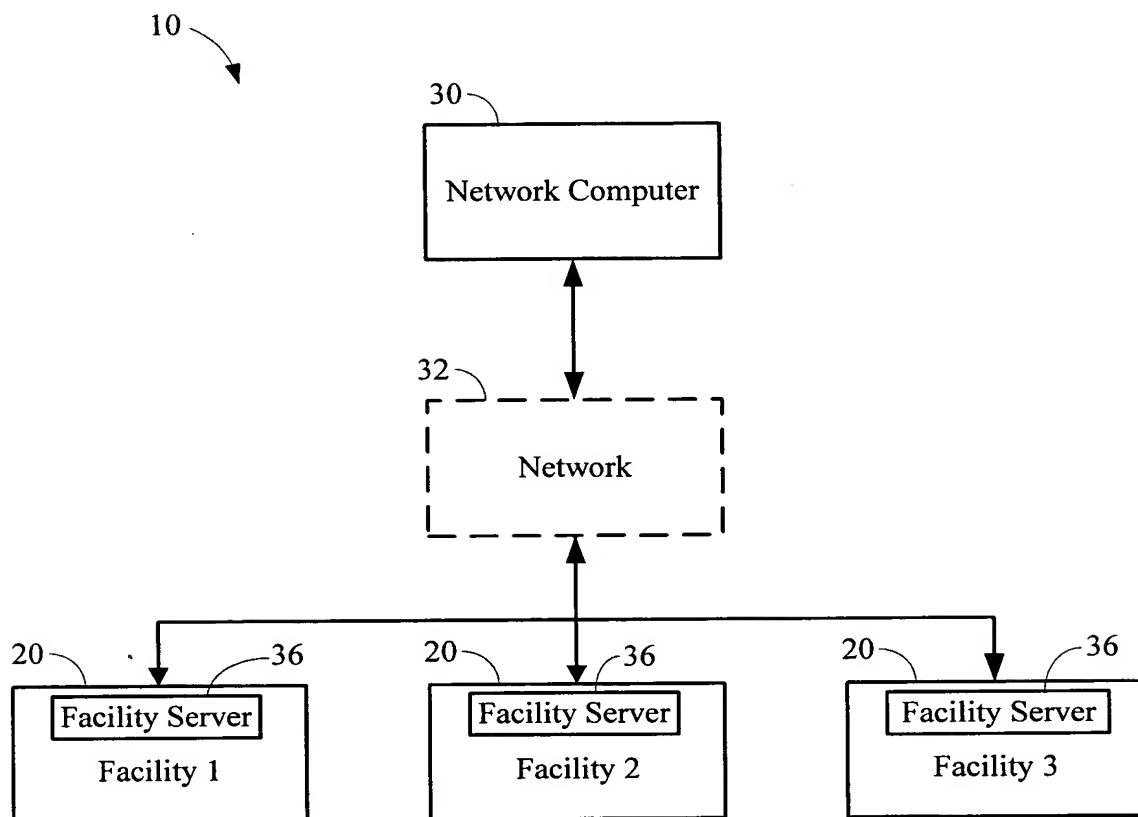 10
30
Network Computer
32
Network
20
36
20
36
20
36
Facility Server
Facility Server
Facility Server
Facility 1
Facility 2
Facility 3